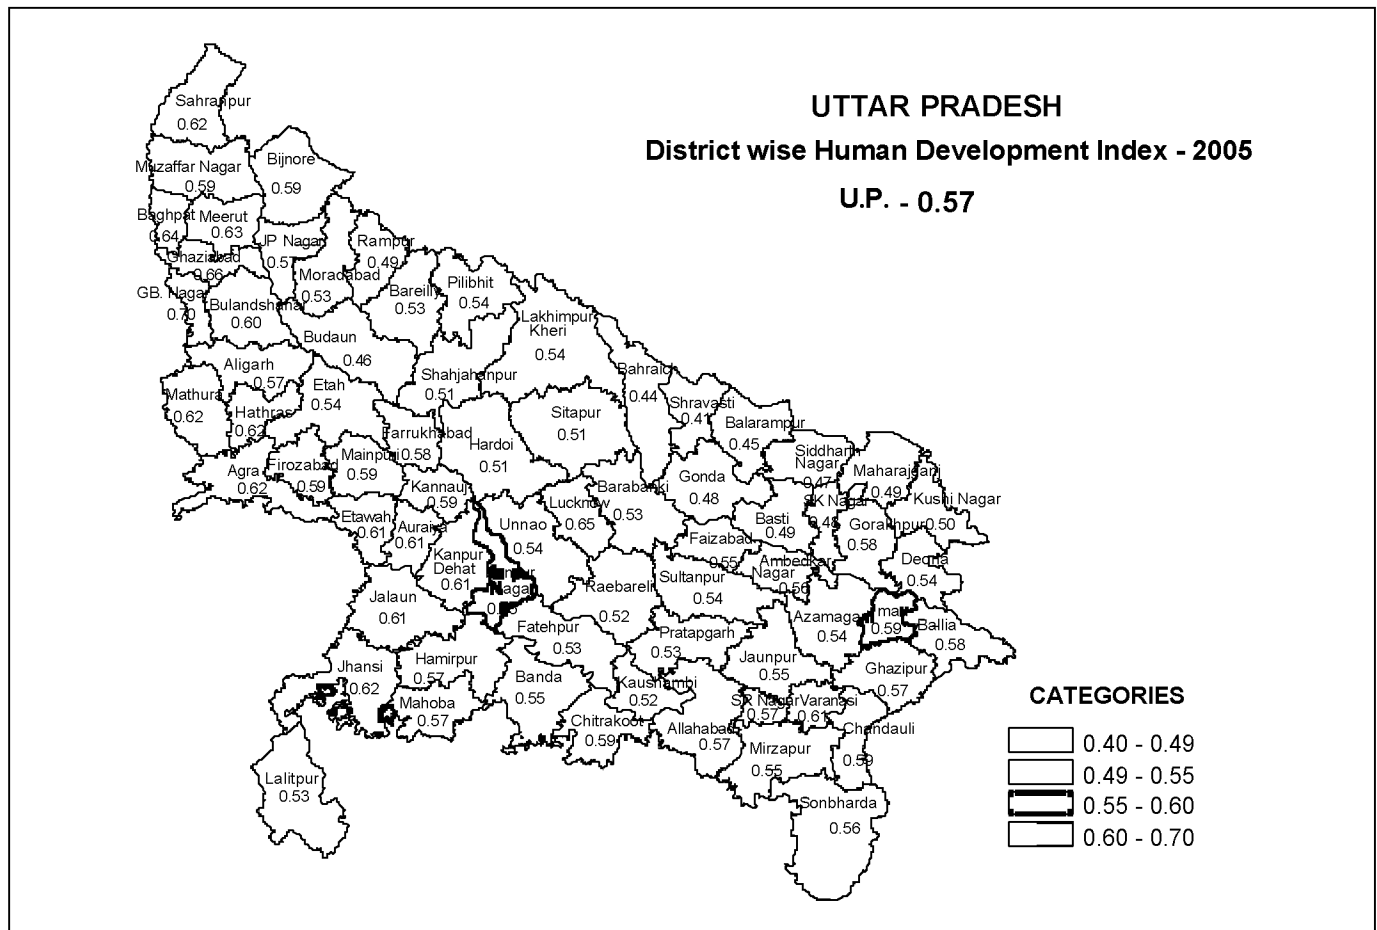 UTTAR PRADESH
District wise Human Development Index - 2005
U.P. - 0.57
Sahranpur
0.62
Muzaffar Nagar
0.59
Bijnore
0.59
Baghpat
0.64
Meerut
0.63
JP Nagar
0.57
Rampur
0.49
Ghaziabad
0.66
Moradabad
0.53
Bareilly
0.53
Pilibhit
0.54
GB. Nagar
0.70
Bulandshahar
0.60
Lakhimpur
Kheri
0.54
Budaun
0.46
Aligarh
0.57
Etah
0.54
Shahjahanpur
0.51
Bahraich
0.44
Mathura
0.62
Hathras
0.62
Shravasti
0.41
Balarampur
0.45
Sitapur
0.51
Farrukhabad
0.58
Hardoi
0.51
Siddharth
Nagar
0.47
Agra
0.62
Firozabad
0.59
Mainpuri
0.59
Maharajganj
0.49
Gonda
0.48
Kannauj
0.59
Lucknow
0.65
Barabanki
0.53
SK Nagar
0.48
Kushi Nagar
0.50
Etawah
0.61
Auraiya
0.61
Unnao
0.54
Basti
0.49
Gorakhpur
0.58
Faizabad
0.55
Kanpur
Dehat
0.61
Nagar
Ambedkar
Nagar
0.56
Deoria
0.54
Sultanpur
0.54
Raebareli
0.52
Jalaun
0.61
Azamagar
0.54
0.59
Ballia
0.58
Fatehpur
0.53
Pratapgarh
0.53
Jaunpur
0.55
Ghazipur
0.57
Jhansi
0.62
Hamirpur
0.57
Banda
0.55
Kaushambi
0.52
Mahoba
0.57
SR Nagar
0.57
Varanasi
0.61
Chitrakoot
0.59
Allahabad
0.57
Chandauli
0.59
Mirzapur
0.55
Lalitpur
0.53
Sonbharda
0.56
CATEGORIES
0.40 - 0.49
0.49 - 0.55
0.55 - 0.60
0.60 - 0.70